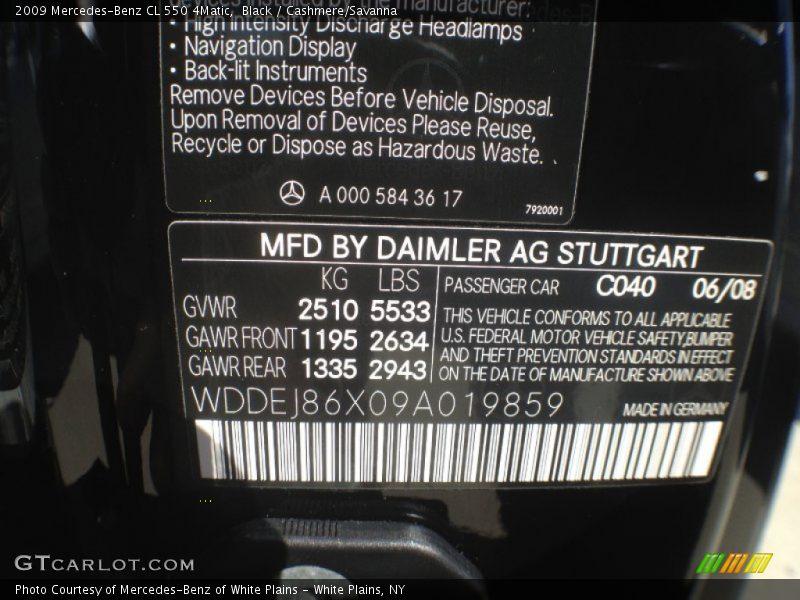 2009 Mercedes-Benz CL 550 4Matic, Black / Cashmere/Savanna
Devices Installed by the Manufacturer:
• High Intensity Discharge Headlamps
• Navigation Display
• Back-lit Instruments
Remove Devices Before Vehicle Disposal.
Upon Removal of Devices Please Reuse,
Recycle or Dispose as Hazardous Waste.
A 000 584 36 17
7920001
MFD BY DAIMLER AG STUTTGART
KG LBS
GVWR 2510 5533
GAWR FRONT 1195 2634
GAWR REAR 1335 2943
PASSENGER CAR C040 06/08
THIS VEHICLE CONFORMS TO ALL APPLICABLE
U.S. FEDERAL MOTOR VEHICLE SAFETY,BUMPER
AND THEFT PREVENTION STANDARDS IN EFFECT
ON THE DATE OF MANUFACTURE SHOWN ABOVE
WDDEJ86X09A019859
MADE IN GERMANY
GTCARLOT.COM
Photo Courtesy of Mercedes-Benz of White Plains - White Plains, NY